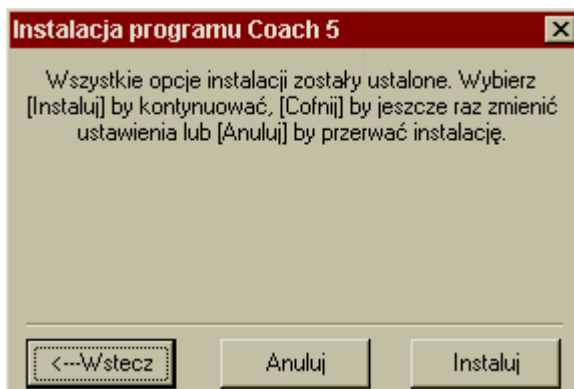 Instalacja programu Coach 5
Wszystkie opcje instalacji zostały ustalone. Wybierz
[Instaluj] by kontynuować, [Cofnij] by jeszcze raz zmienić
ustawienia lub [Anuluj] by przerwać instalację.
<---Wstecz Anuluj Instaluj